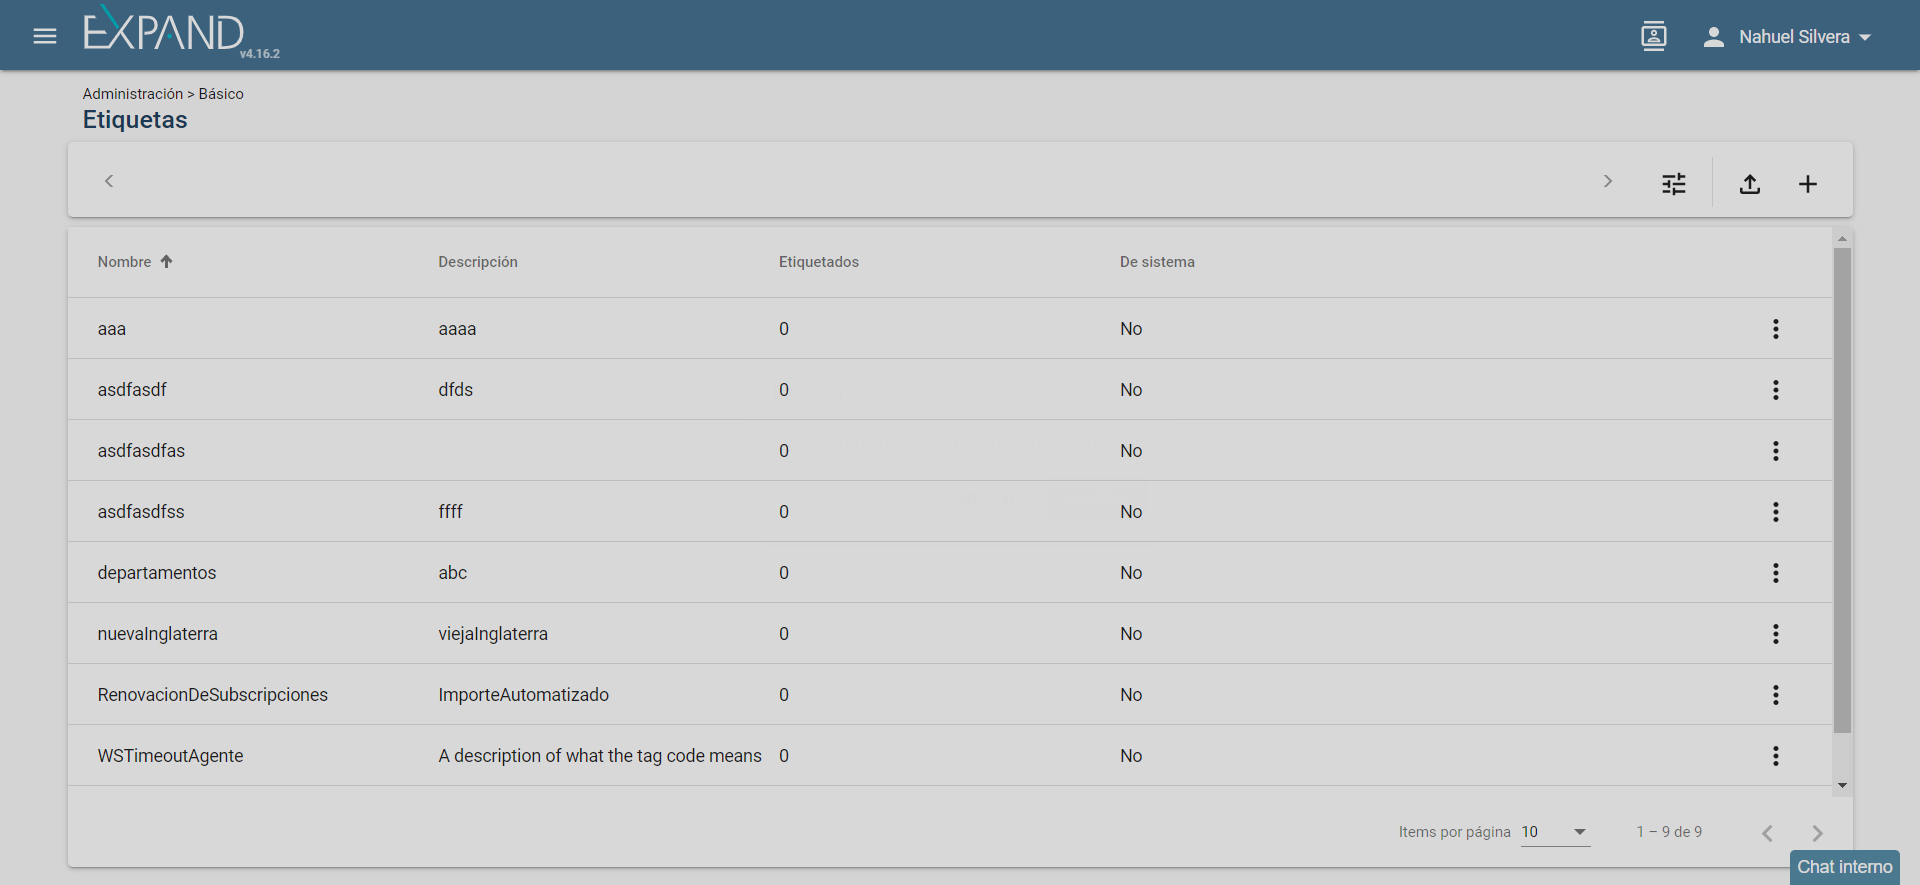 EXPAND
v4.16.2
Nahuel Silvera
Administración > Básico
Etiquetas
Nombre Descripción Etiquetados De sistema
aaa aaaa 0 No
asdfasdf dfds 0 No
asdfasdfas 0 No
asdfasdfss ffff 0 No
departamentos abc 0 No
nuevaInglaterra viejaInglaterra 0 No
RenovacionDeSubscripciones ImporteAutomatizado 0 No
WSTimeoutAgente A description of what the tag code means 0 No
Items por página 10 1 – 9 de 9
Chat interno